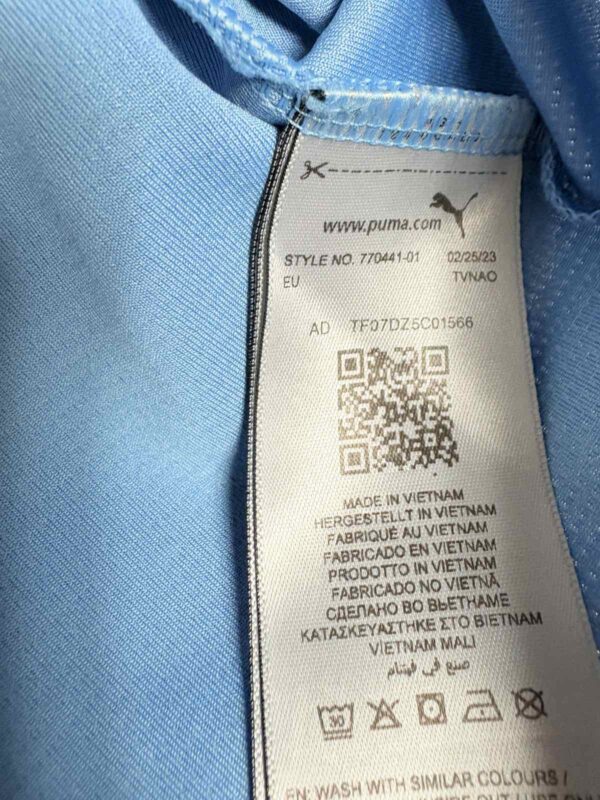 www.puma.com
STYLE NO. 770441-01 02/25/23
EU TVNAO
AD TF07DZ5C01566
MADE IN VIETNAM
HERGESTELLT IN VIETNAM
FABRIQUÉ AU VIETNAM
FABRICADO EN VIETNAM
PRODOTTO IN VIETNAM
FABRICADO NO VIETNÃ
СДЕЛАНО ВО ВЬЕТНАМЕ
ΚΑΤΑΣΚΕΥΑΣΤΗΚΕ ΣΤΟ ΒΙΕΤΝΑΜ
VİETNAM MALI
صنع في فيتنام
30
EN: WASH WITH SIMILAR COLOURS /